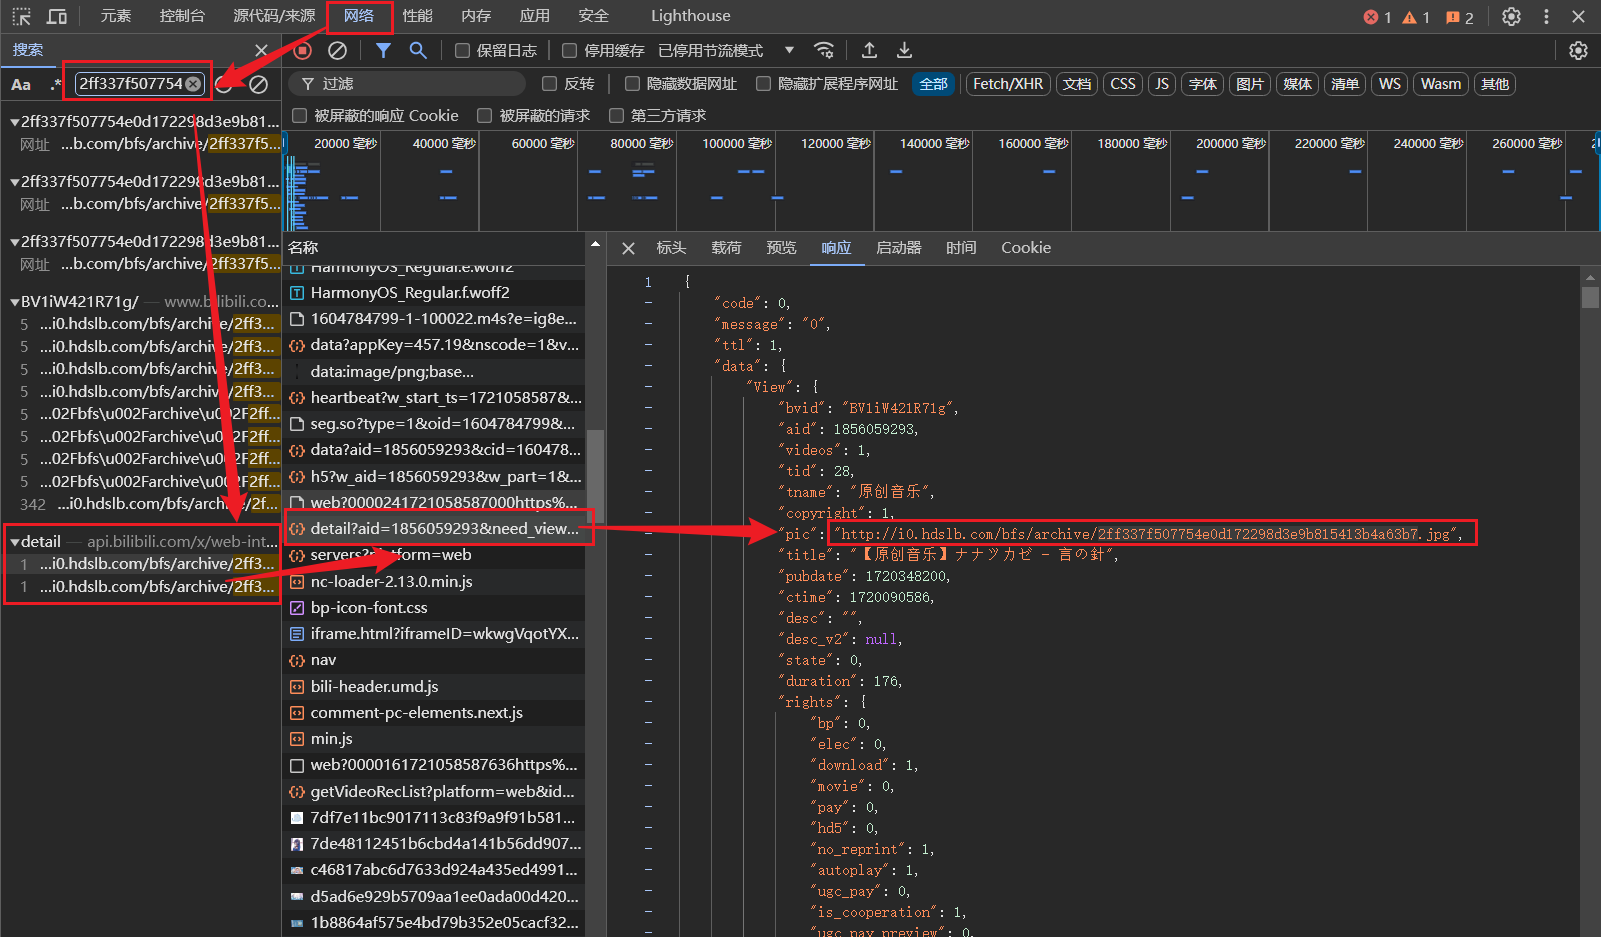 元素 控制台 源代码/来源 网络 性能 内存 应用 安全 Lighthouse 1 1 2
搜索 保留日志 停用缓存 已停用节流模式
Aa .* 2ff337f507754 过滤 反转 隐藏数据网址 隐藏扩展程序网址 全部 Fetch/XHR 文档 CSS JS 字体 图片 媒体 清单 WS Wasm 其他
被屏蔽的响应 Cookie 被屏蔽的请求 第三方请求
20000 毫秒 40000 毫秒 60000 毫秒 80000 毫秒 100000 毫秒 120000 毫秒 140000 毫秒 160000 毫秒 180000 毫秒 200000 毫秒 220000 毫秒 240000 毫秒 260000 毫秒
2ff337f507754e0d172298d3e9b81...
网址 ...b.com/bfs/archive/2ff337f5...
2ff337f507754e0d172298d3e9b81...
网址 ...b.com/bfs/archive/2ff337f5...
2ff337f507754e0d172298d3e9b81...
网址 ...b.com/bfs/archive/2ff337f5...
BV1iW421R71g/ — www.bilibili.co...
5 ...i0.hdslb.com/bfs/archive/2ff3...
5 ...i0.hdslb.com/bfs/archive/2ff3...
5 ...i0.hdslb.com/bfs/archive/2ff3...
5 ...i0.hdslb.com/bfs/archive/2ff3...
5 ...02Fbfs\u002Farchive\u002F2ff...
5 ...02Fbfs\u002Farchive\u002F2ff...
5 ...02Fbfs\u002Farchive\u002F2ff...
5 ...02Fbfs\u002Farchive\u002F2ff...
342 ...i0.hdslb.com/bfs/archive/2f...
detail — api.bilibili.com/x/web-int...
1 ...i0.hdslb.com/bfs/archive/2ff3...
1 ...i0.hdslb.com/bfs/archive/2ff3...
名称
HarmonyOS_Regular.e.woff2
HarmonyOS_Regular.f.woff2
1604784799-1-100022.m4s?e=ig8e...
data?appKey=457.19&nscode=1&v...
data:image/png;base...
heartbeat?w_start_ts=1721058587&...
seg.so?type=1&oid=1604784799&...
data?aid=1856059293&cid=160478...
h5?w_aid=1856059293&w_part=1&...
web?0000241721058587000https%...
detail?aid=1856059293&need_view...
servers?platform=web
nc-loader-2.13.0.min.js
bp-icon-font.css
iframe.html?iframeID=wkwgVqotYX...
nav
bili-header.umd.js
comment-pc-elements.next.js
min.js
web?0000161721058587636https%...
getVideoRecList?platform=web&id...
7df7e11bc9017113c83f9a9f91b581...
7de48112451b6cbd4a141b56dd907...
c46817abc6d7633d924a435ed4991...
d5ad6e929b5709aa1ee0ada00d420...
1b8864af575e4bd79b352e05cacf32...
标头 载荷 预览 响应 启动器 时间 Cookie
1 {
- "code": 0,
- "message": "0",
- "ttl": 1,
- "data": {
- "View": {
- "bvid": "BV1iW421R71g",
- "aid": 1856059293,
- "videos": 1,
- "tid": 28,
- "tname": "原创音乐",
- "copyright": 1,
- "pic": "http://i0.hdslb.com/bfs/archive/2ff337f507754e0d172298d3e9b815413b4a63b7.jpg",
- "title": "【原创音乐】ナナヅカゼ - 言の針",
- "pubdate": 1720348200,
- "ctime": 1720090586,
- "desc": "",
- "desc_v2": null,
- "state": 0,
- "duration": 176,
- "rights": {
- "bp": 0,
- "elec": 0,
- "download": 1,
- "movie": 0,
- "pay": 0,
- "hd5": 0,
- "no_reprint": 1,
- "autoplay": 1,
- "ugc_pay": 0,
- "is_cooperation": 1,
- "ugc_pay_preview": 0,